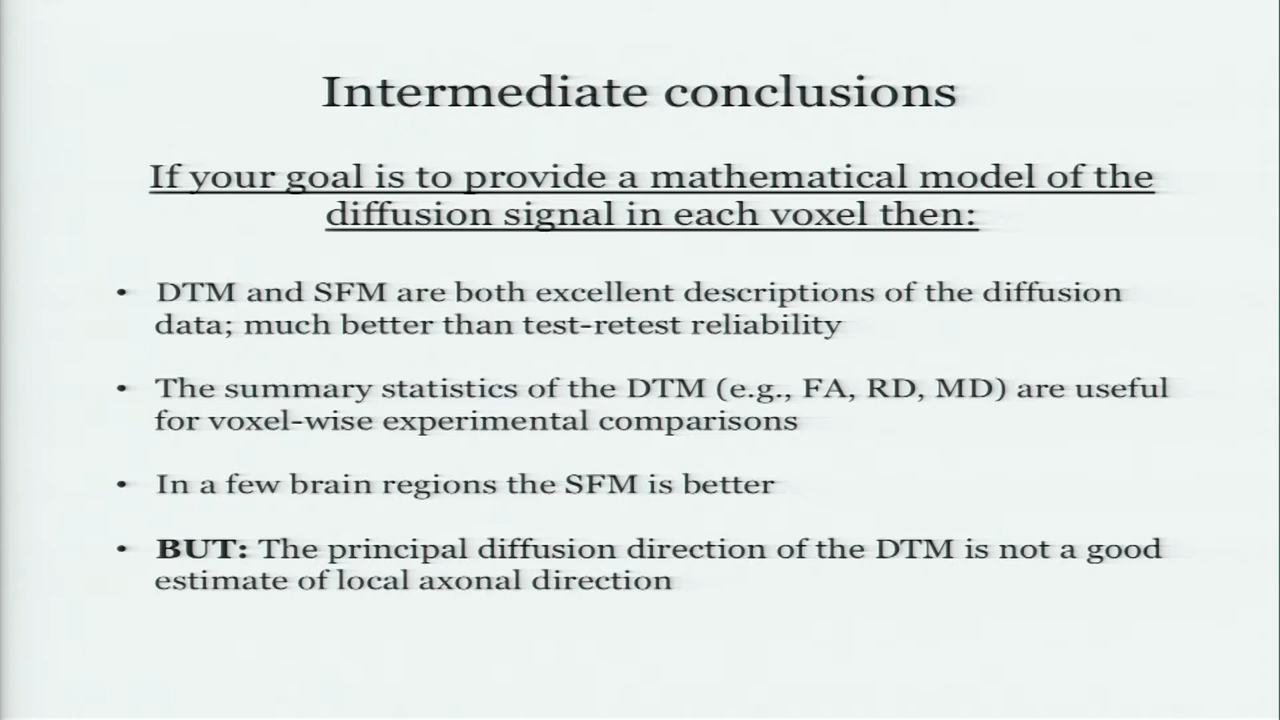 Intermediate conclusions
If your goal is to provide a mathematical model of the
diffusion signal in each voxel then:
• DTM and SFM are both excellent descriptions of the diffusion
data; much better than test-retest reliability
• The summary statistics of the DTM (e.g., FA, RD, MD) are useful
for voxel-wise experimental comparisons
• In a few brain regions the SFM is better
• BUT: The principal diffusion direction of the DTM is not a good
estimate of local axonal direction